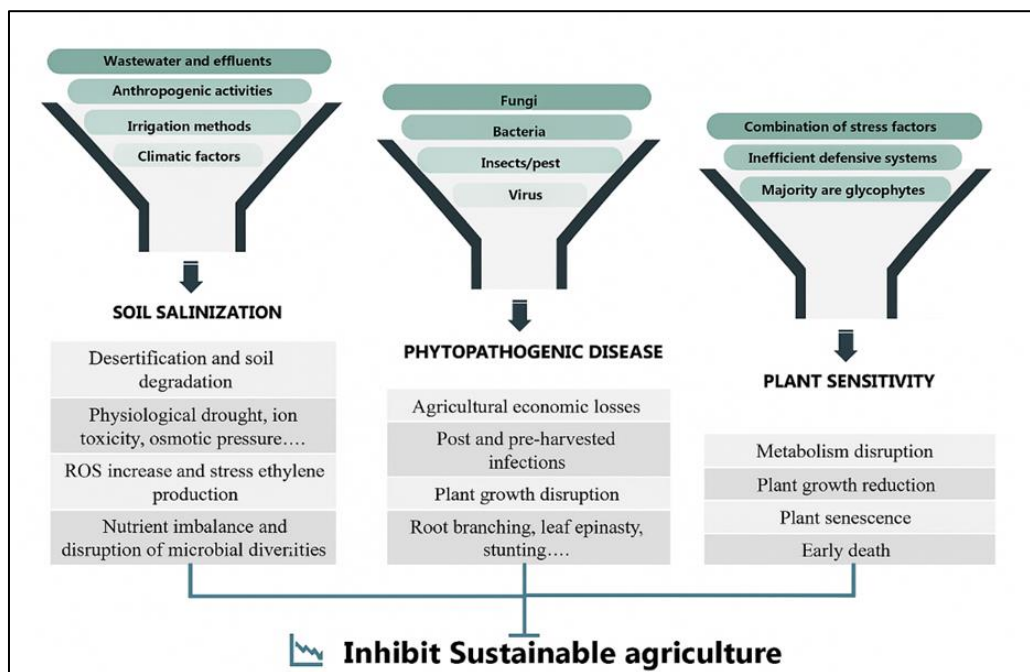 Wastewater and effluents
Anthropogenic activities
Irrigation methods
Climatic factors
SOIL SALINIZATION
Desertification and soil
degradation
Physiological drought, ion
toxicity, osmotic pressure….
ROS increase and stress ethylene
production
Nutrient imbalance and
disruption of microbial diversities
Fungi
Bacteria
Insects/pest
Virus
PHYTOPATHOGENIC DISEASE
Agricultural economic losses
Post and pre-harvested
infections
Plant growth disruption
Root branching, leaf epinasty,
stunting….
Combination of stress factors
Inefficient defensive systems
Majority are glycophytes
PLANT SENSITIVITY
Metabolism disruption
Plant growth reduction
Plant senescence
Early death
Inhibit Sustainable agriculture